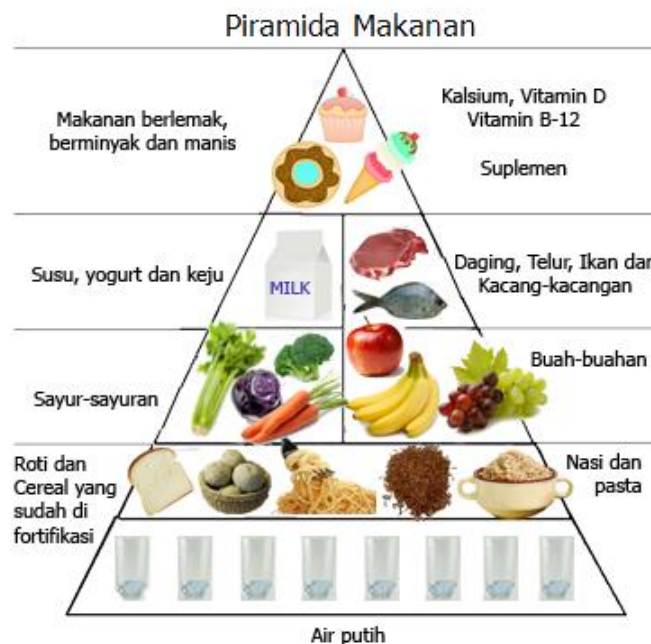 Piramida Makanan
Makanan berlemak,
berminyak dan manis
Kalsium, Vitamin D
Vitamin B-12
Suplemen
Susu, yogurt dan keju
MILK
Daging, Telur, Ikan dan
Kacang-kacangan
Sayur-sayuran
Buah-buahan
Roti dan
Cereal yang
sudah di
fortifikasi
Nasi dan
pasta
Air putih